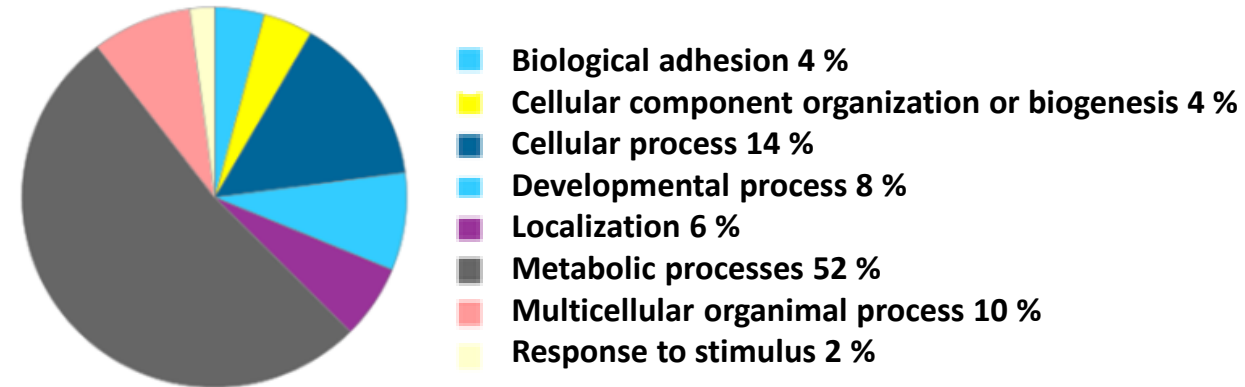 Biological adhesion 4 %
Cellular component organization or biogenesis 4 %
Cellular process 14 %
Developmental process 8 %
Localization 6 %
Metabolic processes 52 %
Multicellular organimal process 10 %
Response to stimulus 2 %